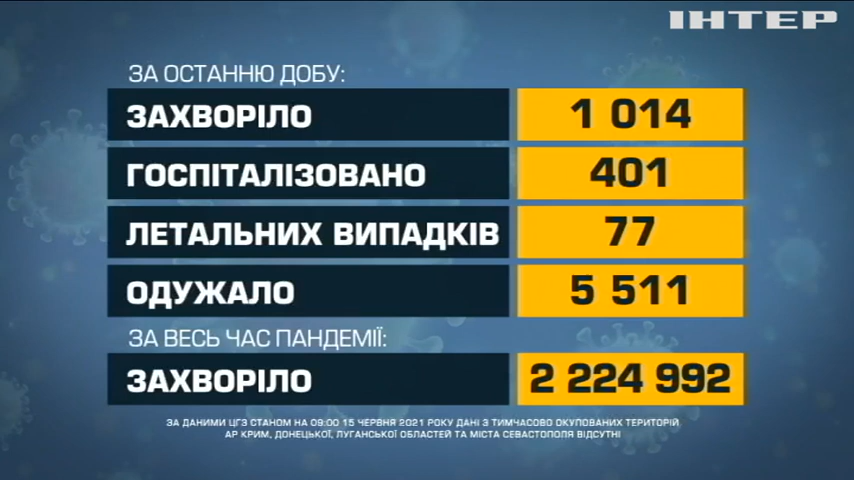 ІНТЕР
ЗА ОСТАННЮ ДОБУ:
ЗАХВОРІЛО 1 014
ГОСПІТАЛІЗОВАНО 401
ЛЕТАЛЬНИХ ВИПАДКІВ 77
ОДУЖАЛО 5 511
ЗА ВЕСЬ ЧАС ПАНДЕМІЇ:
ЗАХВОРІЛО 2 224 992
ЗА ДАНИМИ ЦГЗ СТАНОМ НА 09:00 15 ЧЕРВНЯ 2021 РОКУ ДАНІ З ТИМЧАСОВО ОКУПОВАНИХ ТЕРИТОРІЙ
АР КРИМ, ДОНЕЦЬКОЇ, ЛУГАНСЬКОЇ ОБЛАСТЕЙ ТА МІСТА СЕВАСТОПОЛЯ ВІДСУТНІ